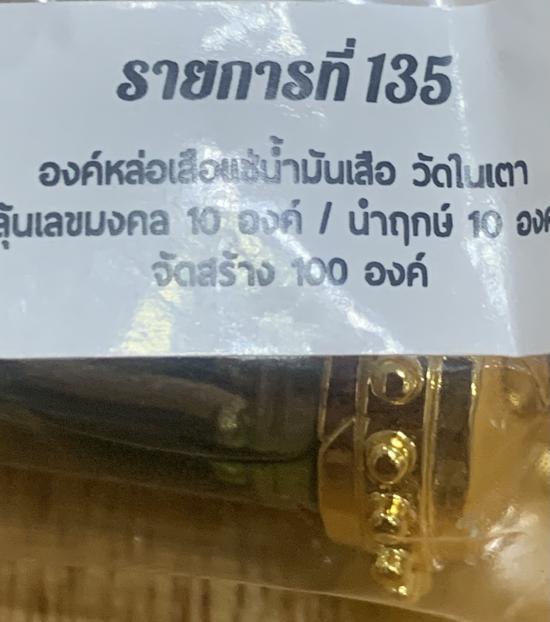 รายการที่ 135
องค์หล่อเสือแช่น้ำมันเสือ วัดในเตา
ลุ้นเลขมงคล 10 องค์ / นำฤกษ์ 10 องค์
จัดสร้าง 100 องค์